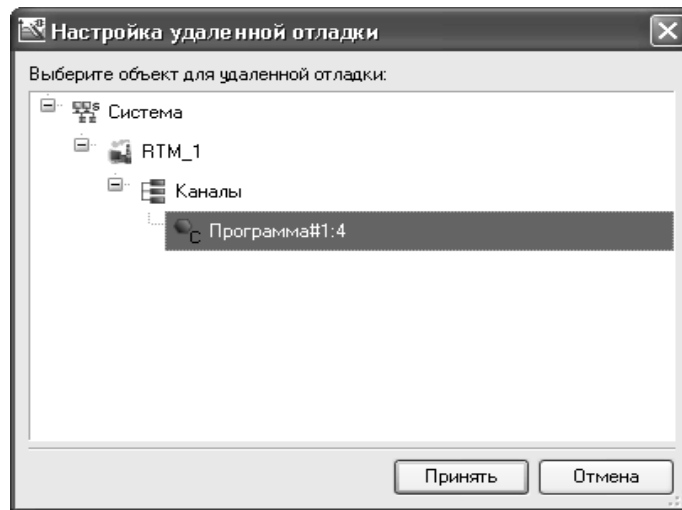 Настройка удаленной отладки
Выберите объект для удаленной отладки:
Система
RTM_1
Каналы
Программа#1:4
Принять
Отмена